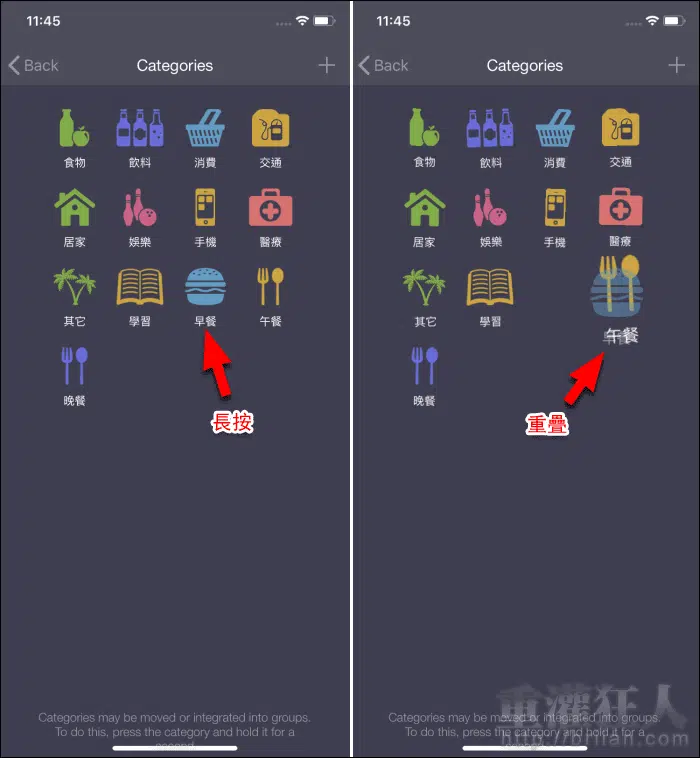 11:45
Back
Categories
食物
飲料
消費
交通
居家
娛樂
手機
醫療
其它
學習
早餐
午餐
晚餐
長按
Categories may be moved or integrated into groups.
To do this, press the category and hold it for a
second.
11:45
Back
Categories
食物
飲料
消費
交通
居家
娛樂
手機
醫療
其它
學習
午餐
晚餐
重疊
Categories may be moved or integrated into groups.
To do this, press the category and hold it for a
重灌狂人
http://briian.com